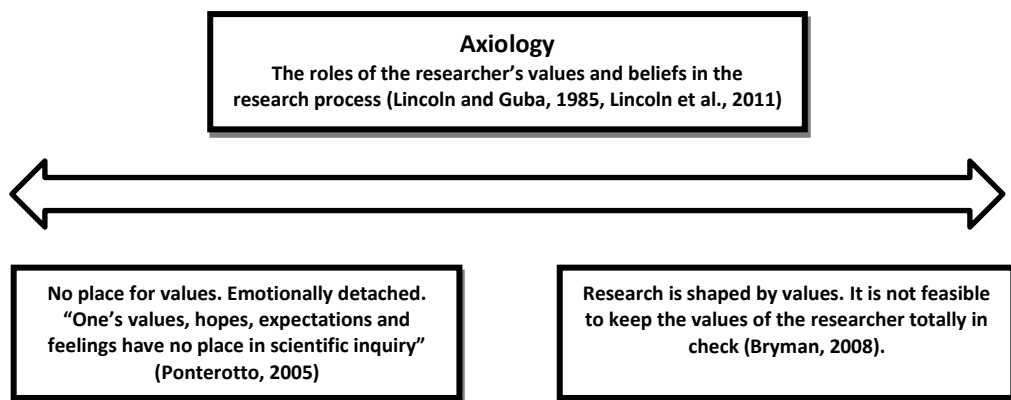 Axiology
The roles of the researcher’s values and beliefs in the
research process (Lincoln and Guba, 1985, Lincoln et al., 2011)
No place for values. Emotionally detached.
“One’s values, hopes, expectations and
feelings have no place in scientific inquiry”
(Ponterotto, 2005)
Research is shaped by values. It is not feasible
to keep the values of the researcher totally in
check (Bryman, 2008).